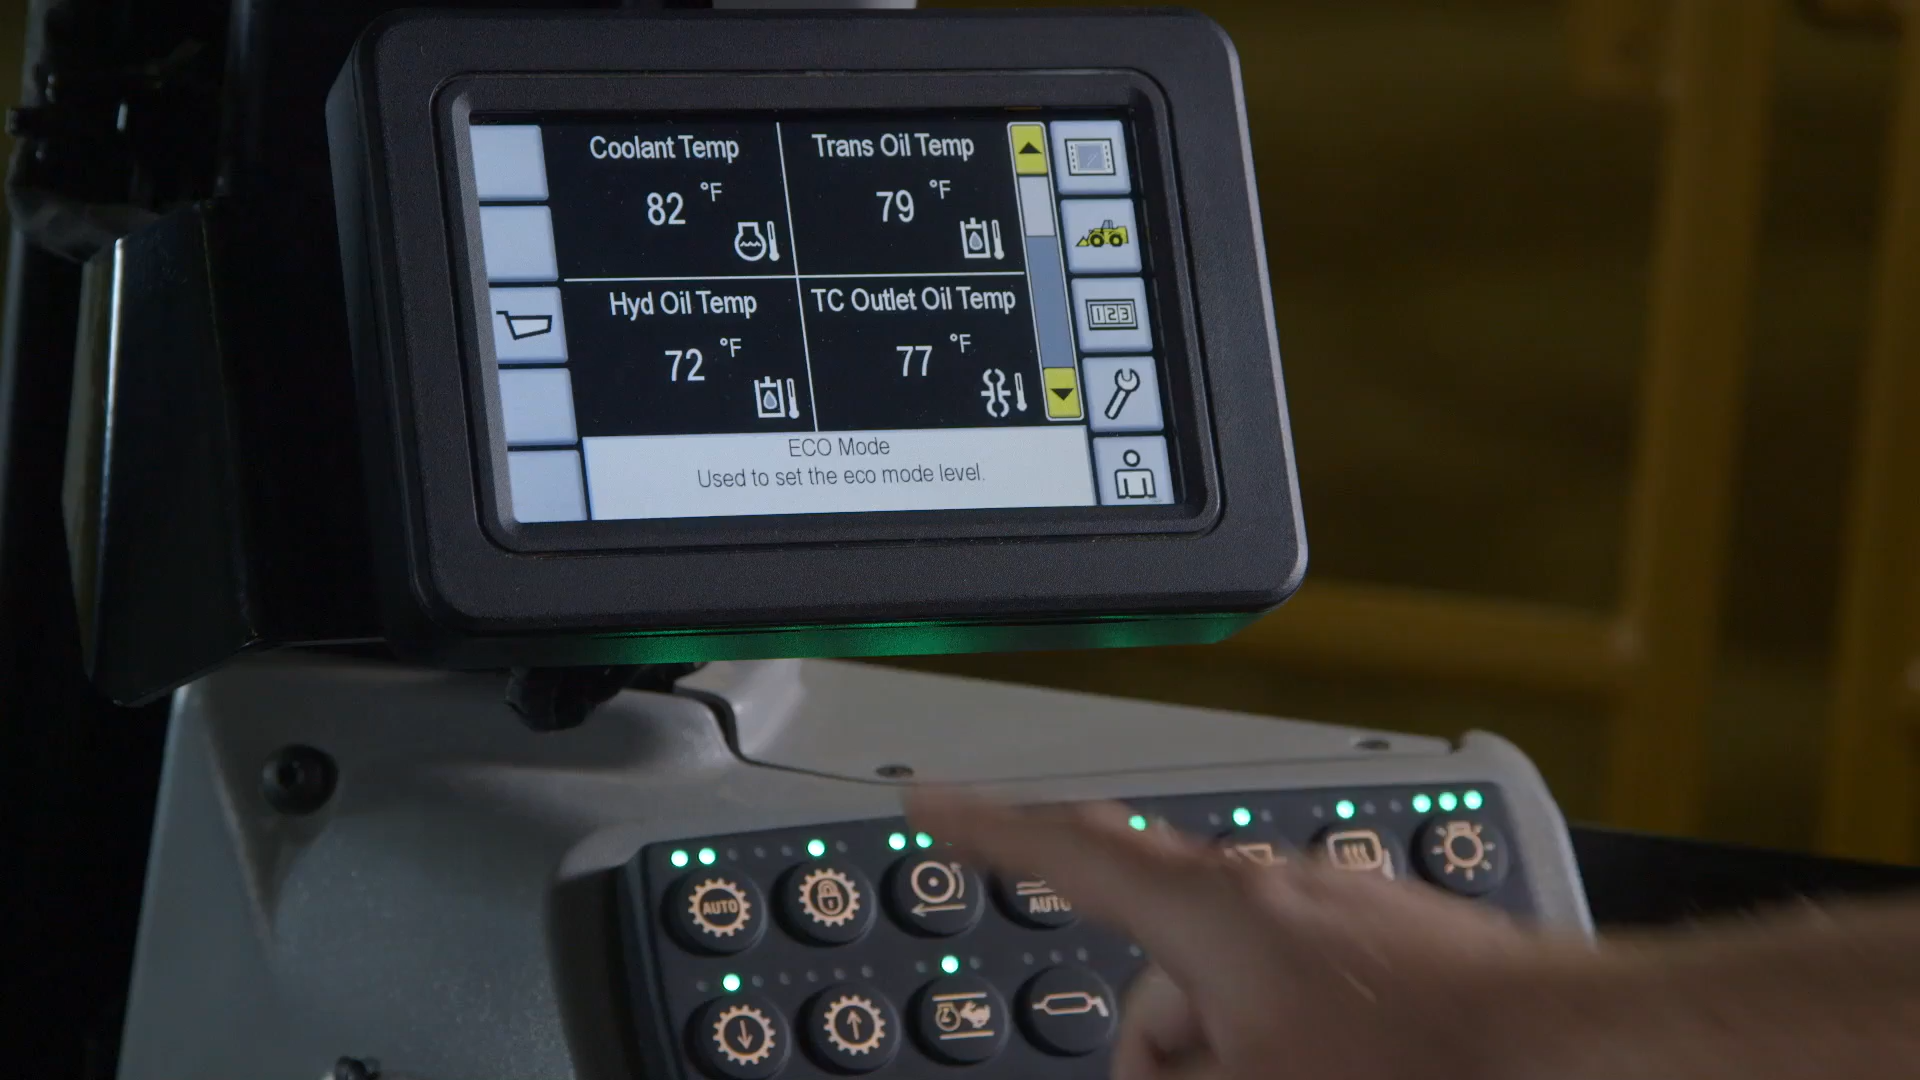 Coolant Temp
82 °F
Trans Oil Temp
79 °F
Hyd Oil Temp
72 °F
TC Outlet Oil Temp
77 °F
ECO Mode
Used to set the eco mode level.
123
AUTO
AUTO